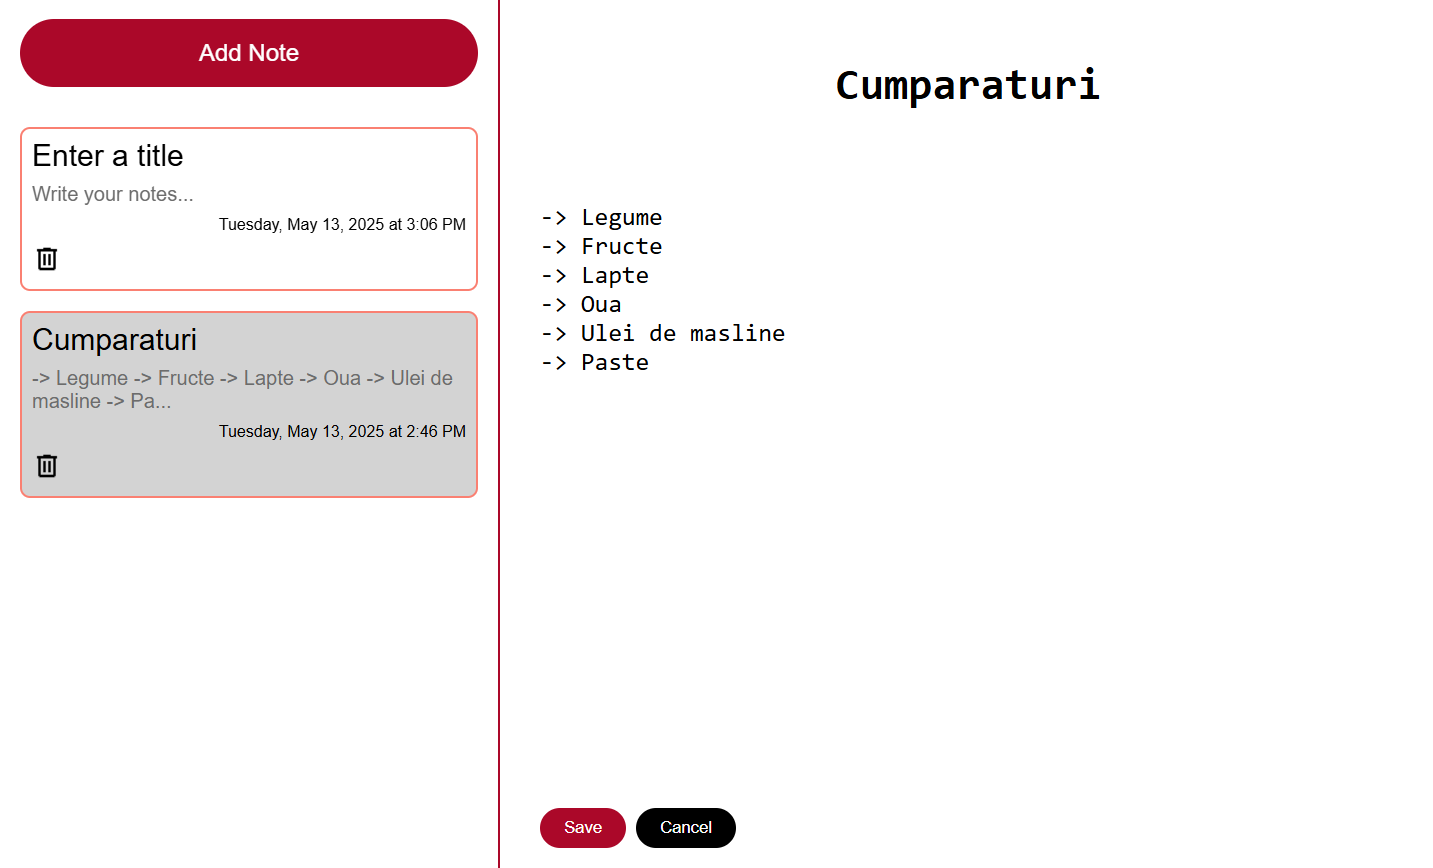 Add Note
Enter a title
Write your notes...
Tuesday, May 13, 2025 at 3:06 PM
Cumparaturi
-> Legume -> Fructe -> Lapte -> Oua -> Ulei de
masline -> Pa...
Tuesday, May 13, 2025 at 2:46 PM
Cumparaturi
-> Legume
-> Fructe
-> Lapte
-> Oua
-> Ulei de masline
-> Paste
Save
Cancel